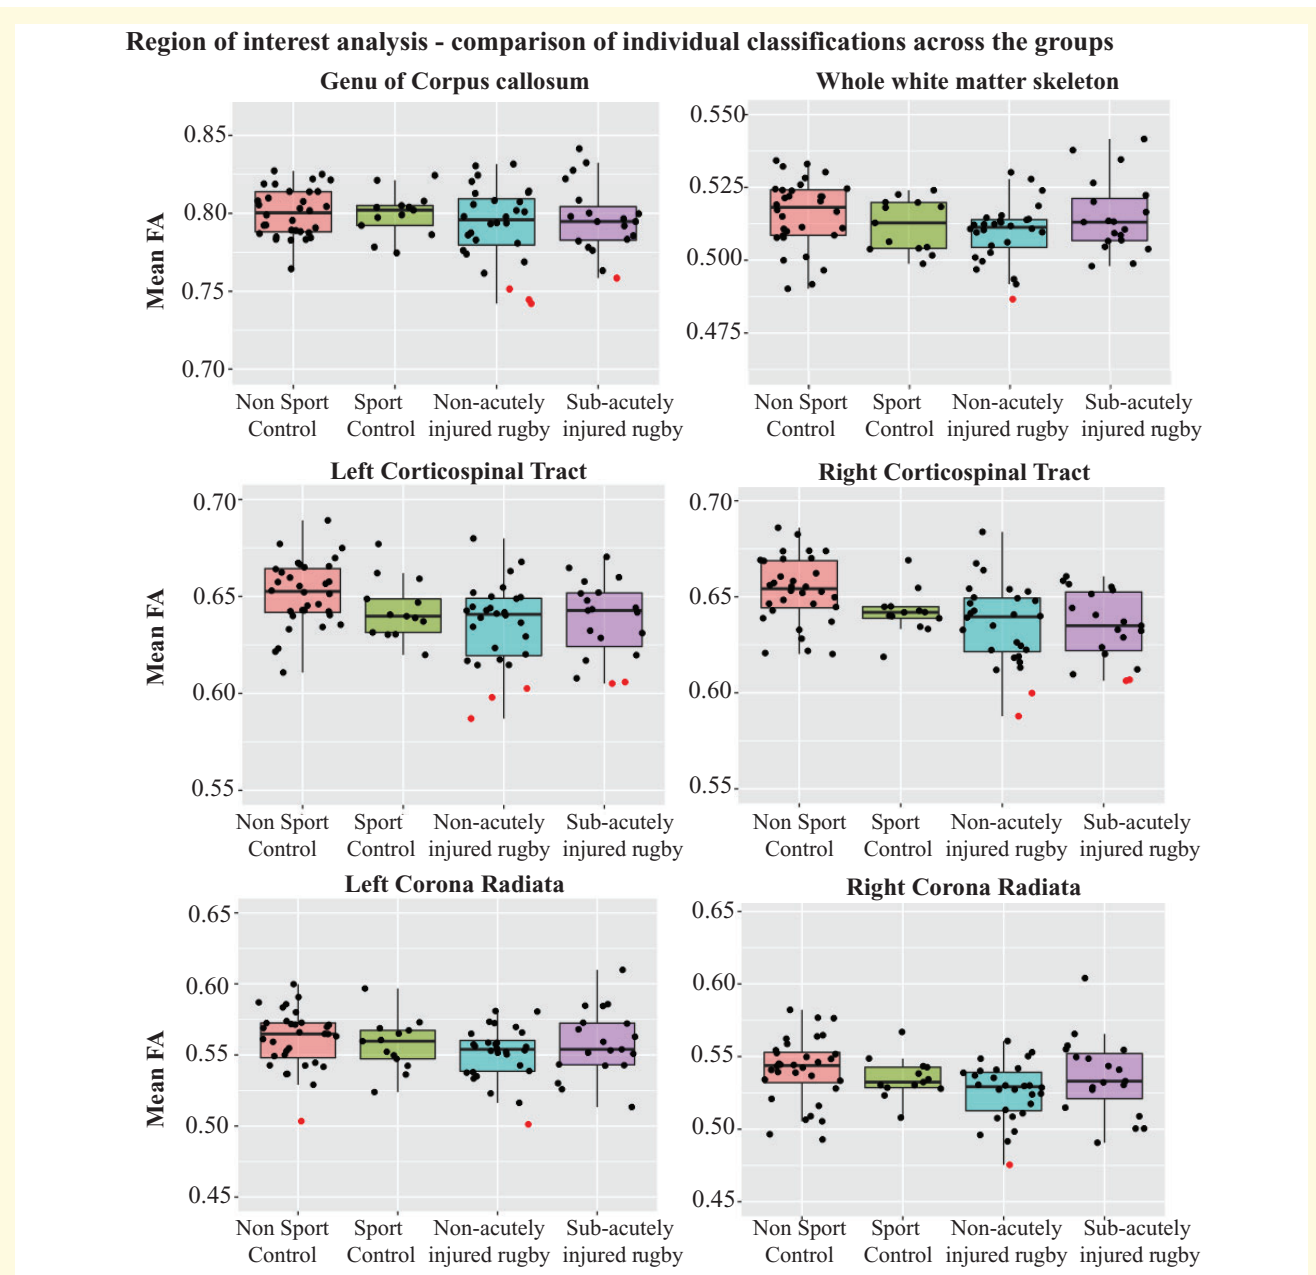 Region of interest analysis - comparison of individual classifications across the groups
Genu of Corpus callosum
Mean FA
0.85
0.80
0.75
0.70
Non Sport Control
Sport Control
Non-acutely injured rugby
Sub-acutely injured rugby
Whole white matter skeleton
0.550
0.525
0.500
0.475
Non Sport Control
Sport Control
Non-acutely injured rugby
Sub-acutely injured rugby
Left Corticospinal Tract
Mean FA
0.70
0.65
0.60
0.55
Non Sport Control
Sport Control
Non-acutely injured rugby
Sub-acutely injured rugby
Right Corticospinal Tract
0.70
0.65
0.60
0.55
Non Sport Control
Sport Control
Non-acutely injured rugby
Sub-acutely injured rugby
Left Corona Radiata
Mean FA
0.65
0.60
0.55
0.50
0.45
Non Sport Control
Sport Control
Non-acutely injured rugby
Sub-acutely injured rugby
Right Corona Radiata
0.65
0.60
0.55
0.50
0.45
Non Sport Control
Sport Control
Non-acutely injured rugby
Sub-acutely injured rugby